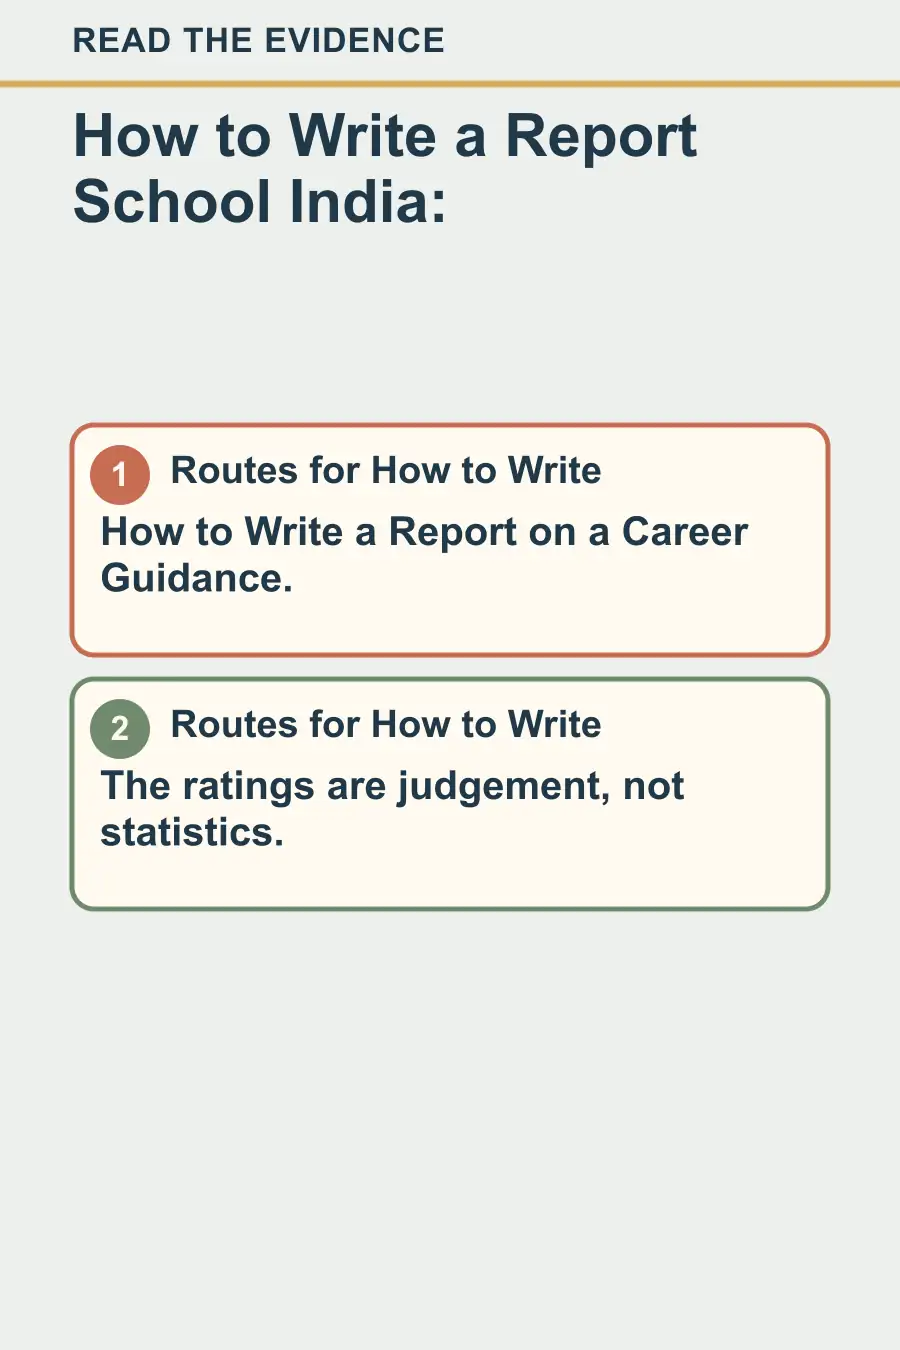 READ THE EVIDENCE
How to Write a Report
School India:
1
Routes for How to Write
How to Write a Report on a Career
Guidance.
2
Routes for How to Write
The ratings are judgement, not
statistics.